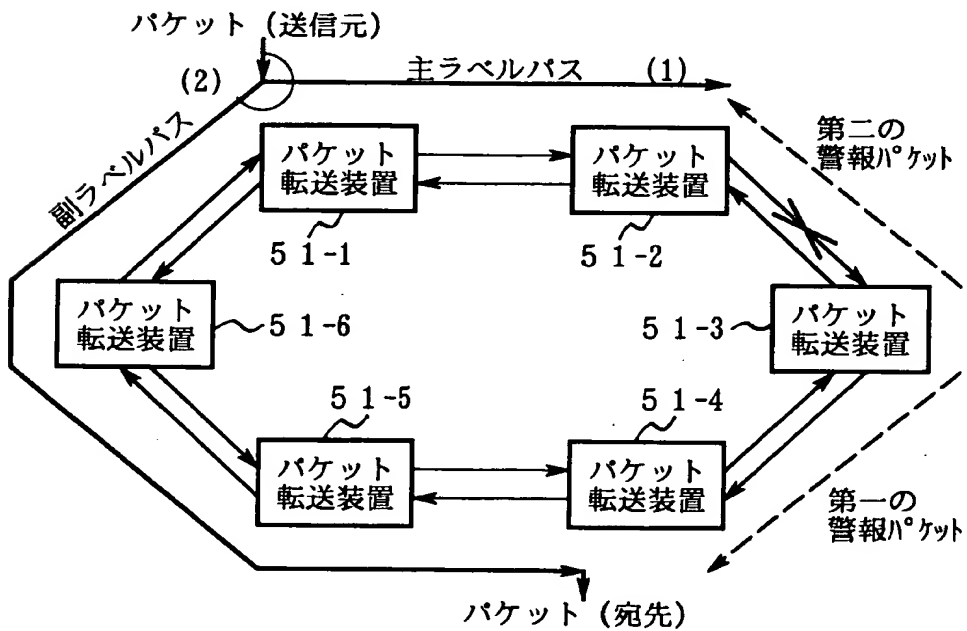 パケット (送信元)
(2)
主ラベルパス (1)
副ラベルパス
第二の
警報パケット
パケット
転送装置
51-1
パケット
転送装置
51-2
パケット
転送装置
51-6
パケット
転送装置
51-3
51-5
パケット
転送装置
51-4
パケット
転送装置
第一の
警報パケット
パケット (宛先)